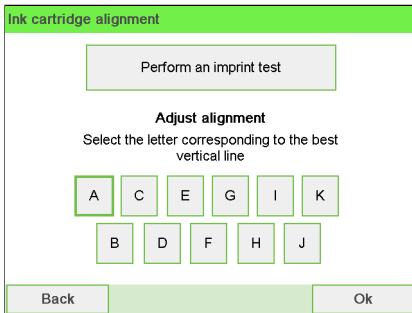 Ink cartridge alignment
Perform an imprint test
Adjust alignment
Select the letter corresponding to the best
vertical line
A C E G I K
B D F H J
Back Ok